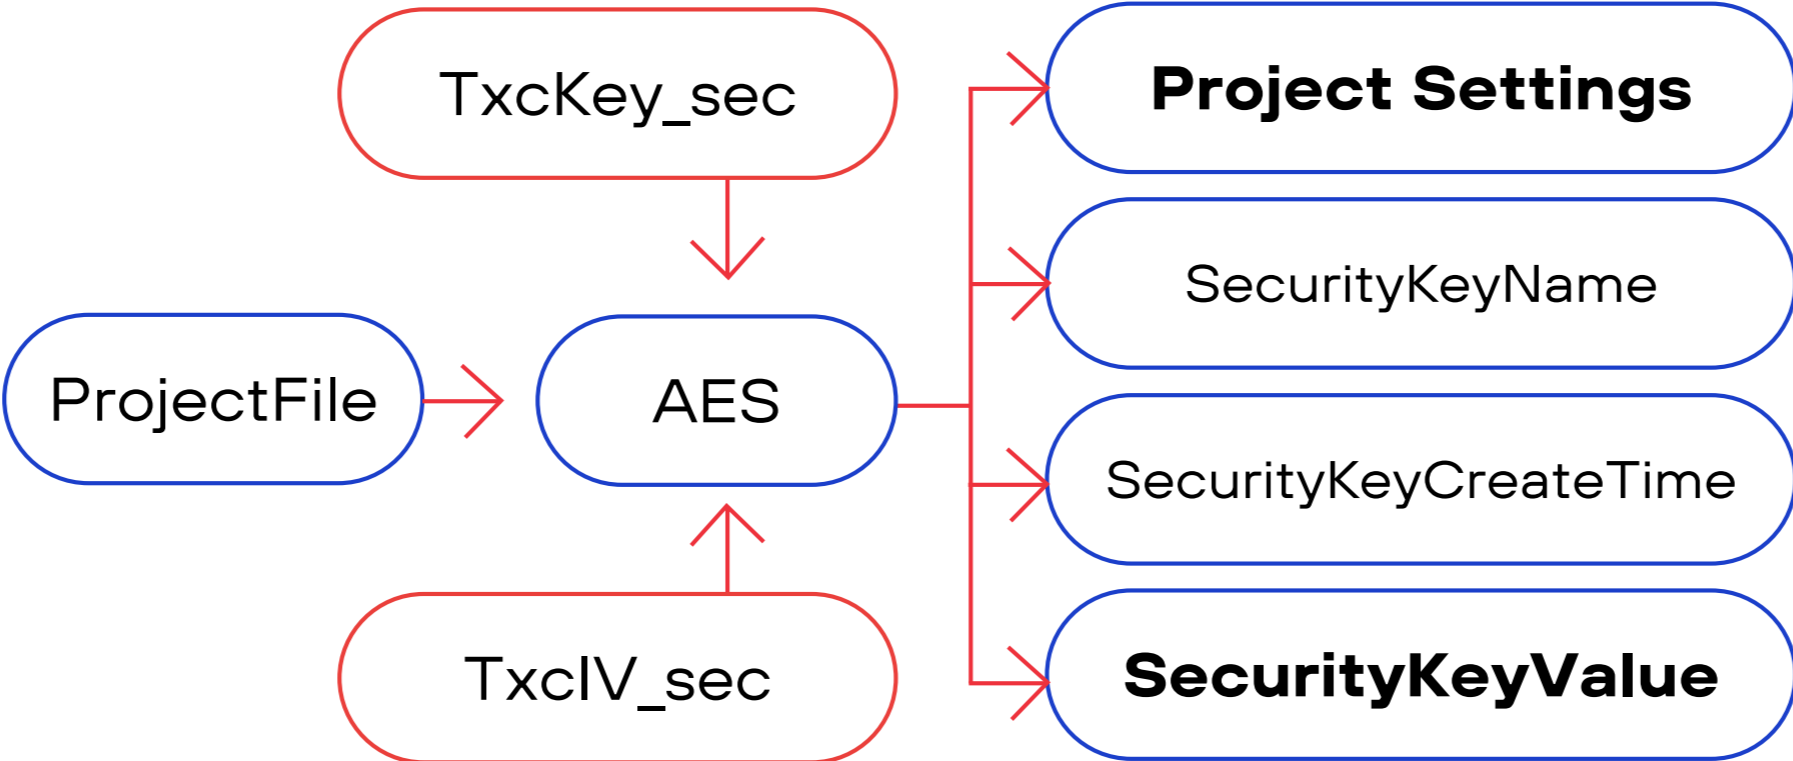 TxcKey_sec
Project Settings
SecurityKeyName
ProjectFile
AES
SecurityKeyCreateTime
TxcIV_sec
SecurityKeyValue